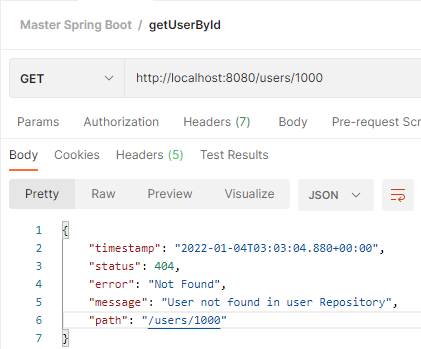 Master Spring Boot / getUserById
GET http://localhost:8080/users/1000
Params Authorization Headers (7) Body Pre-request Scr
Body Cookies Headers (5) Test Results
Pretty Raw Preview Visualize JSON
1 {
2 "timestamp": "2022-01-04T03:03:04.880+00:00",
3 "status": 404,
4 "error": "Not Found",
5 "message": "User not found in user Repository",
6 "path": "/users/1000"
7 }